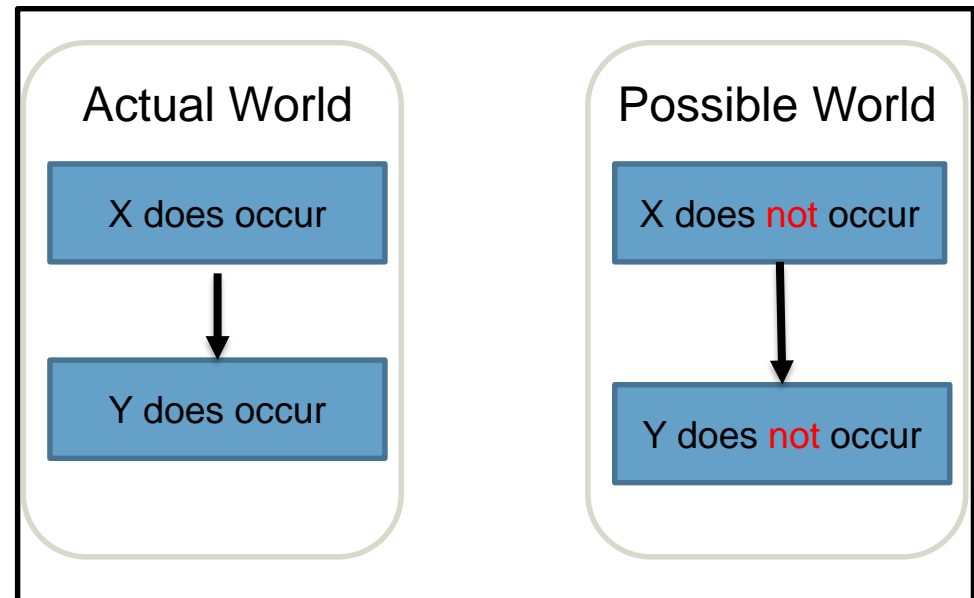 Actual World
X does occur
Y does occur
Possible World
X does not occur
Y does not occur